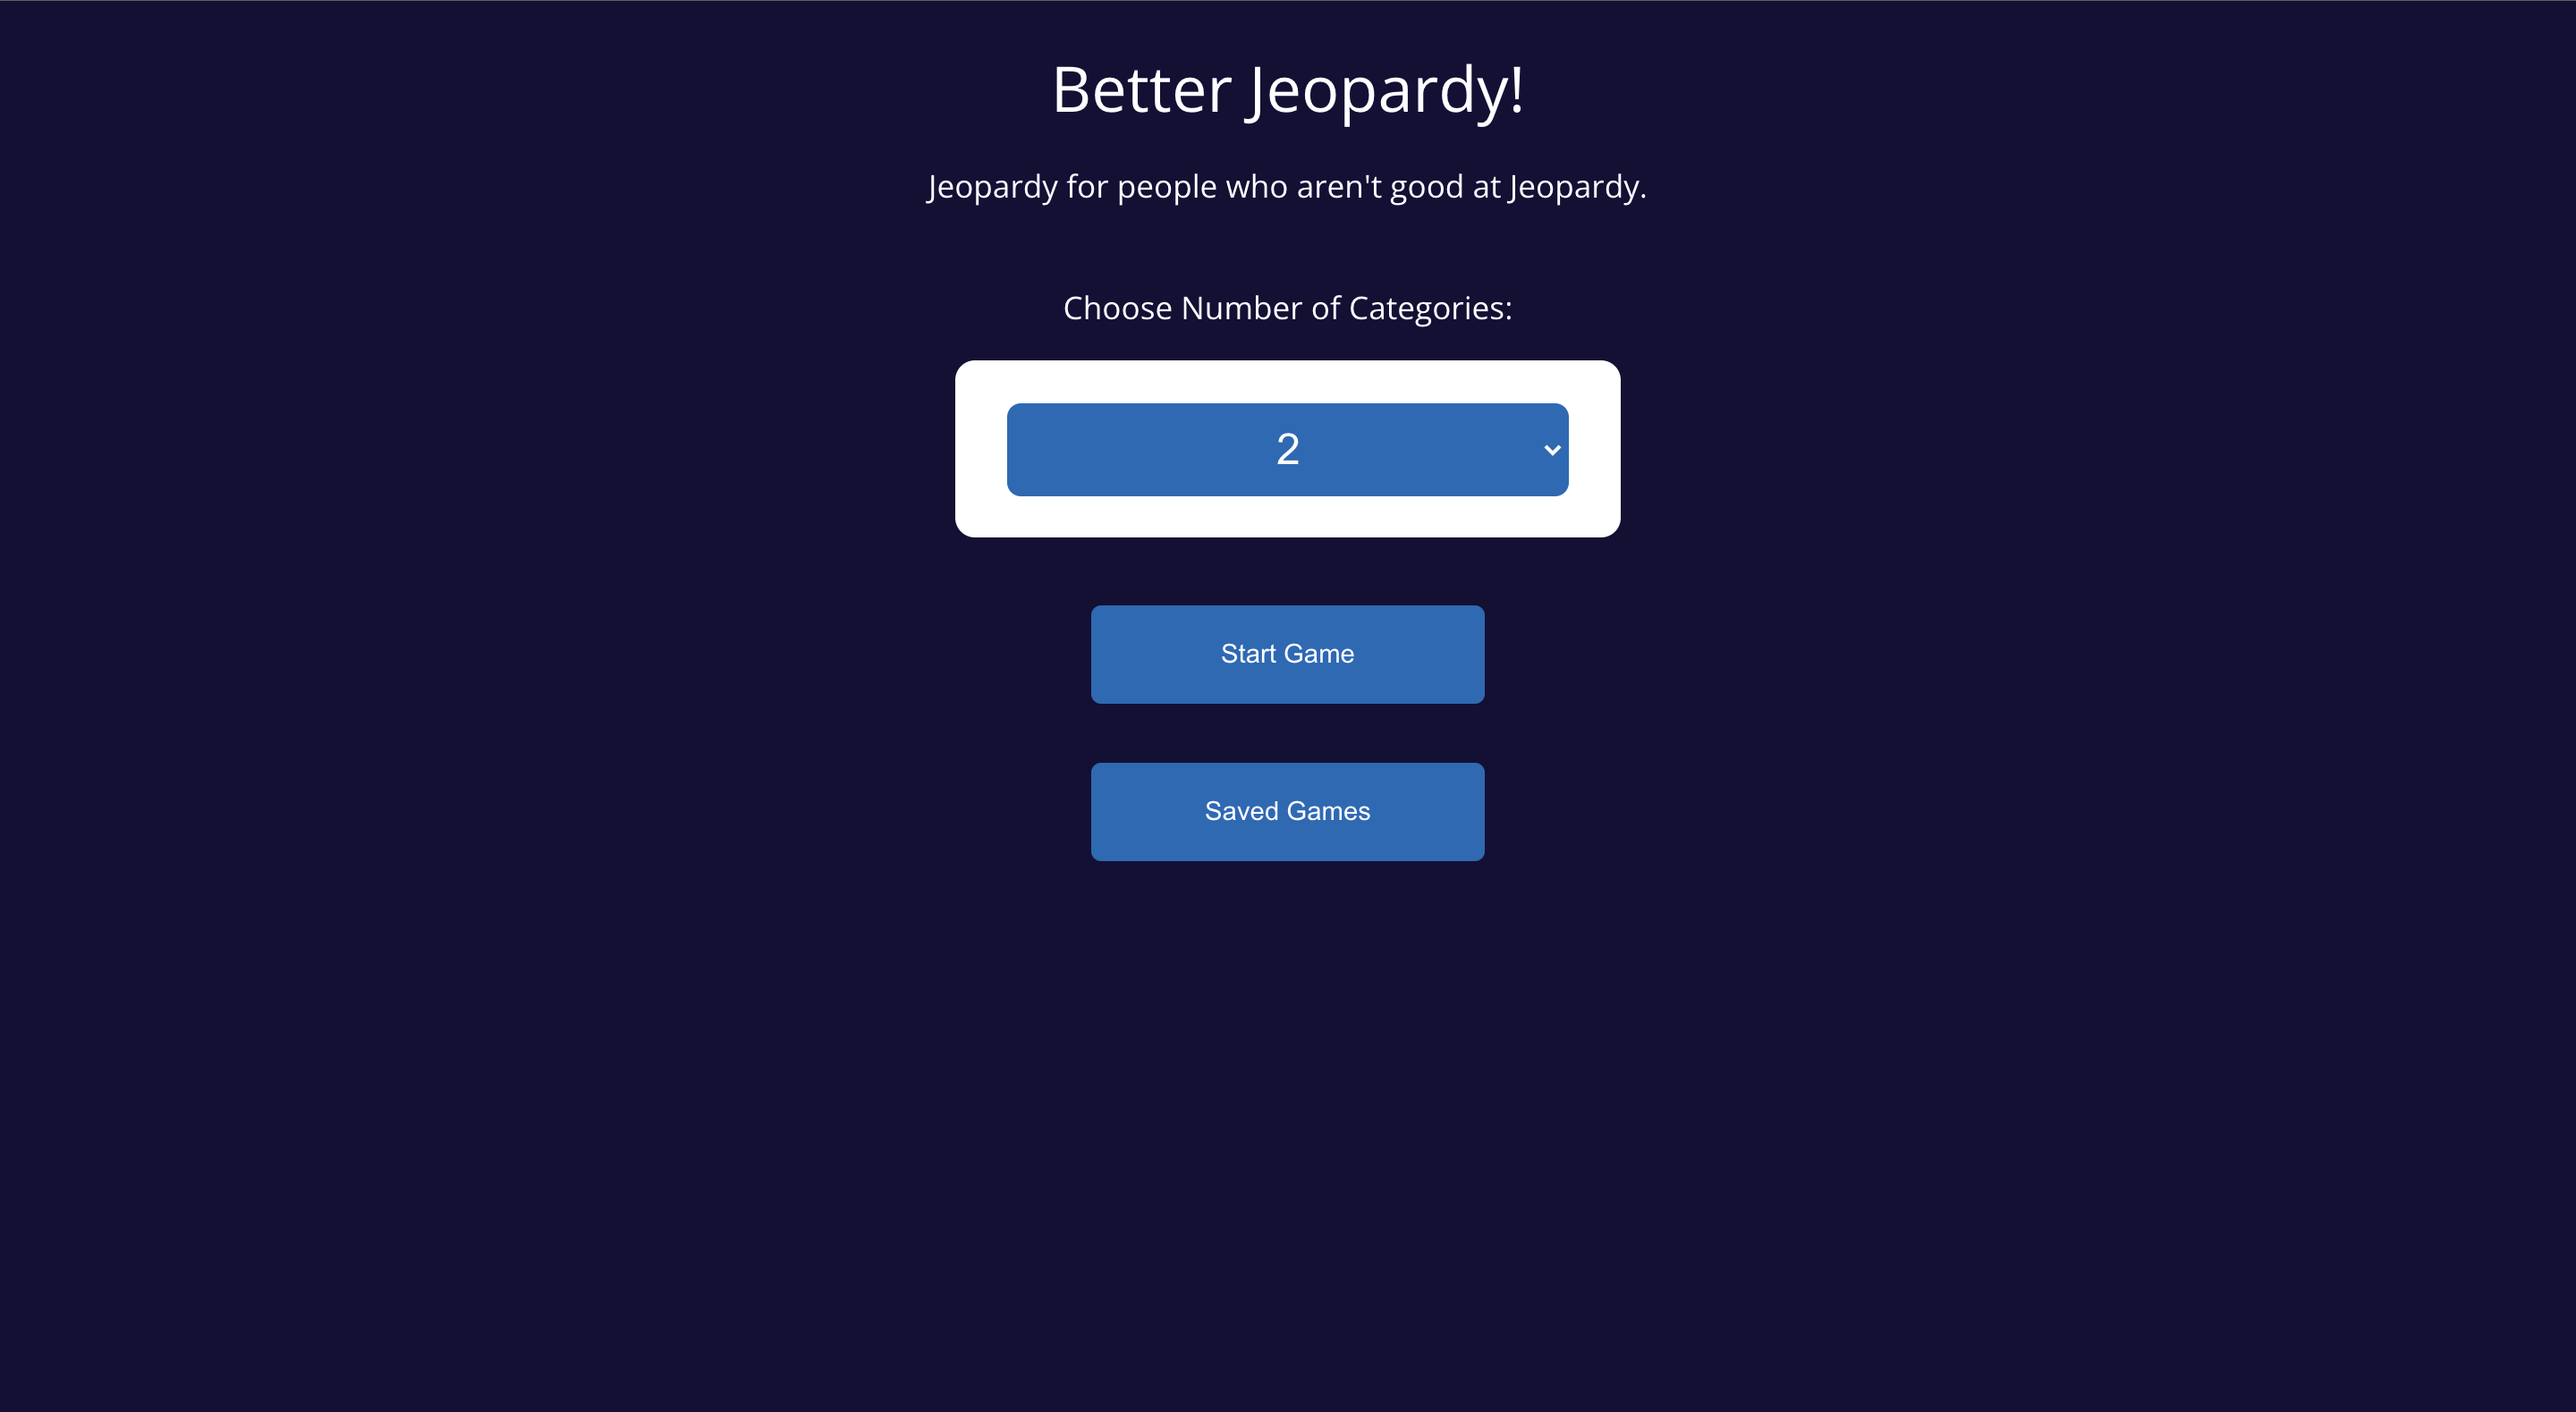 Better Jeopardy!
Jeopardy for people who aren't good at Jeopardy.
Choose Number of Categories:
2
Start Game
Saved Games